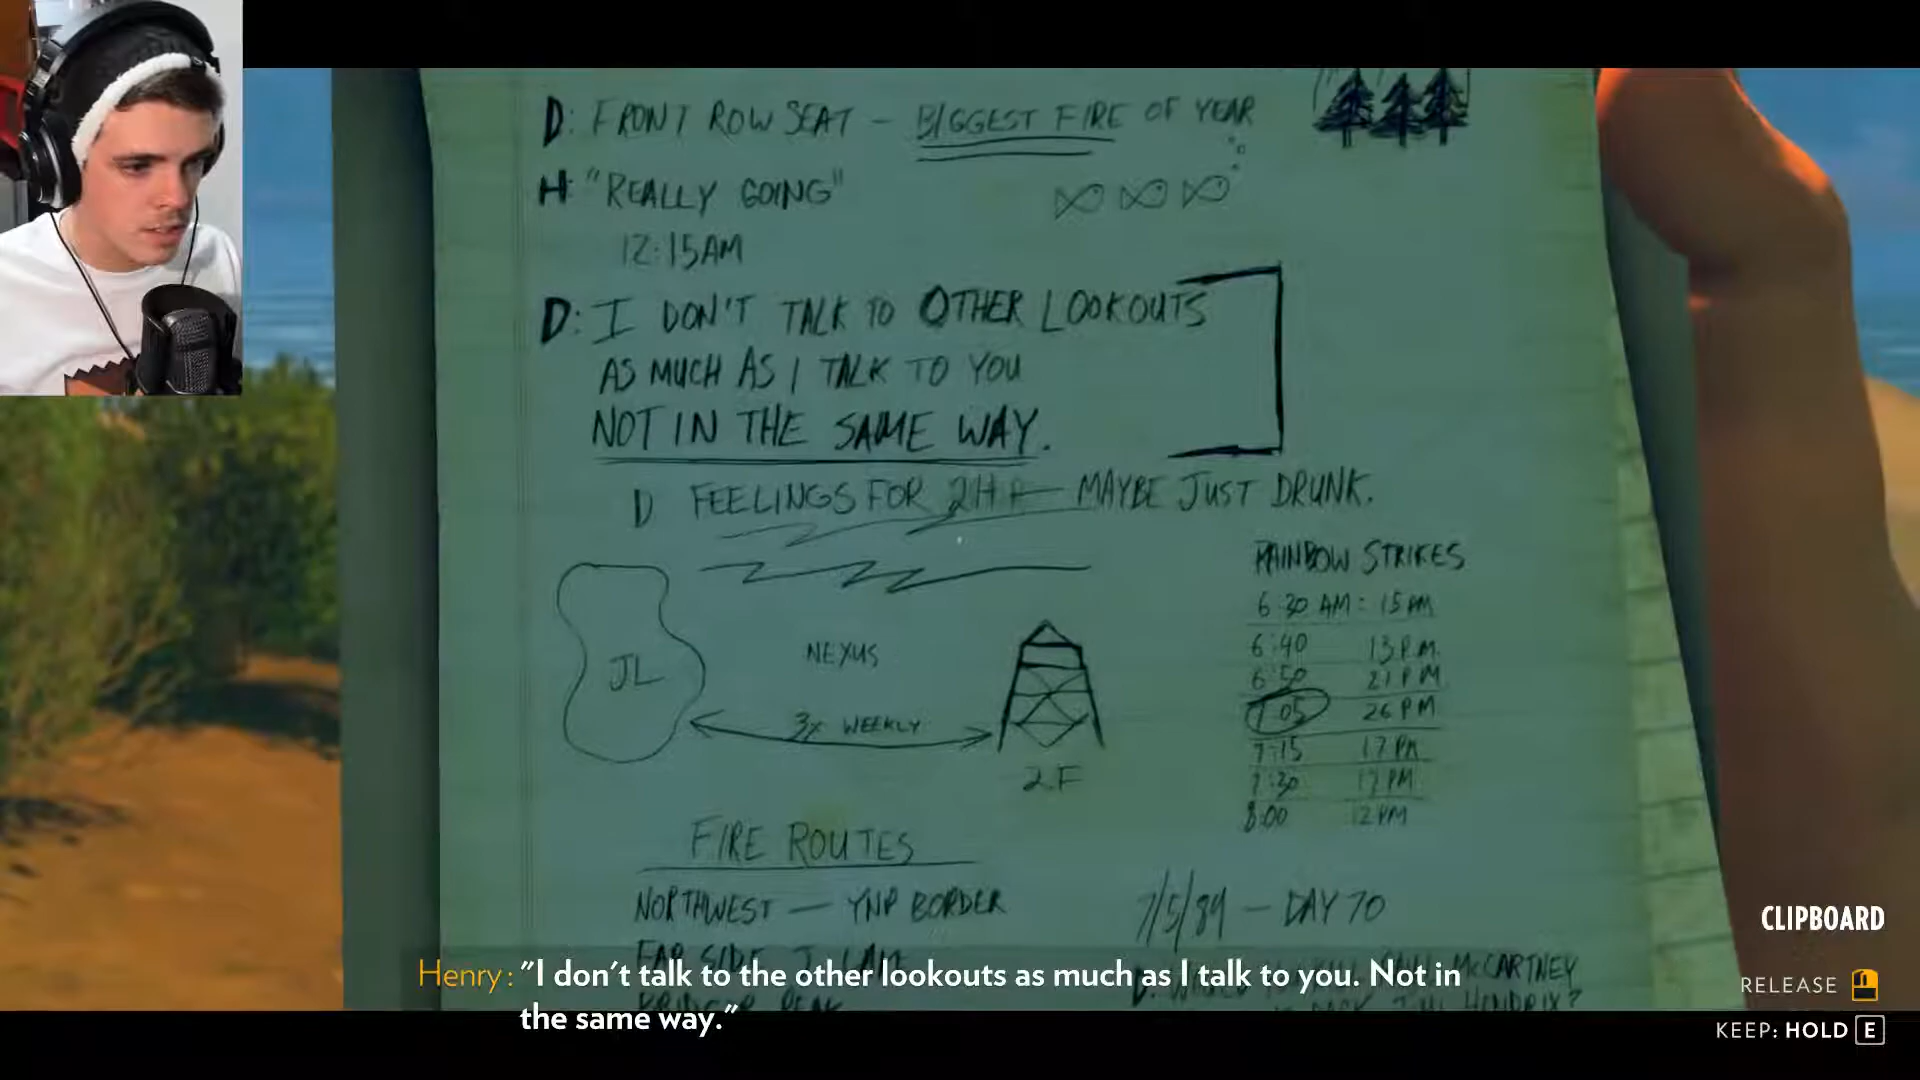 D: FRONT ROW SEAT - BIGGEST FIRE OF YEAR
H: "REALLY GOING"
12:15AM
D: I DON'T TALK TO OTHER LOOKOUTS
AS MUCH AS I TALK TO YOU
NOT IN THE SAME WAY.
D FEELINGS FOR MAYBE JUST DRUNK.
RAINBOW STRIKES
6:30 AM: 15 PM
6:40 13 P.M.
6:50 21 PM
7:05 26 PM
7:15 17 PM
7:30 17 PM
8:00 12 PM
JL
NEXUS
3x WEEKLY
2F
FIRE ROUTES
NORTHWEST — YNP BORDER
FAR SIDE J. LAKE
7/5/89 - DAY 70
McCARTNEY
HENDRIX?
Henry: "I don't talk to the other lookouts as much as I talk to you. Not in
the same way."
CLIPBOARD
RELEASE
KEEP: HOLD E